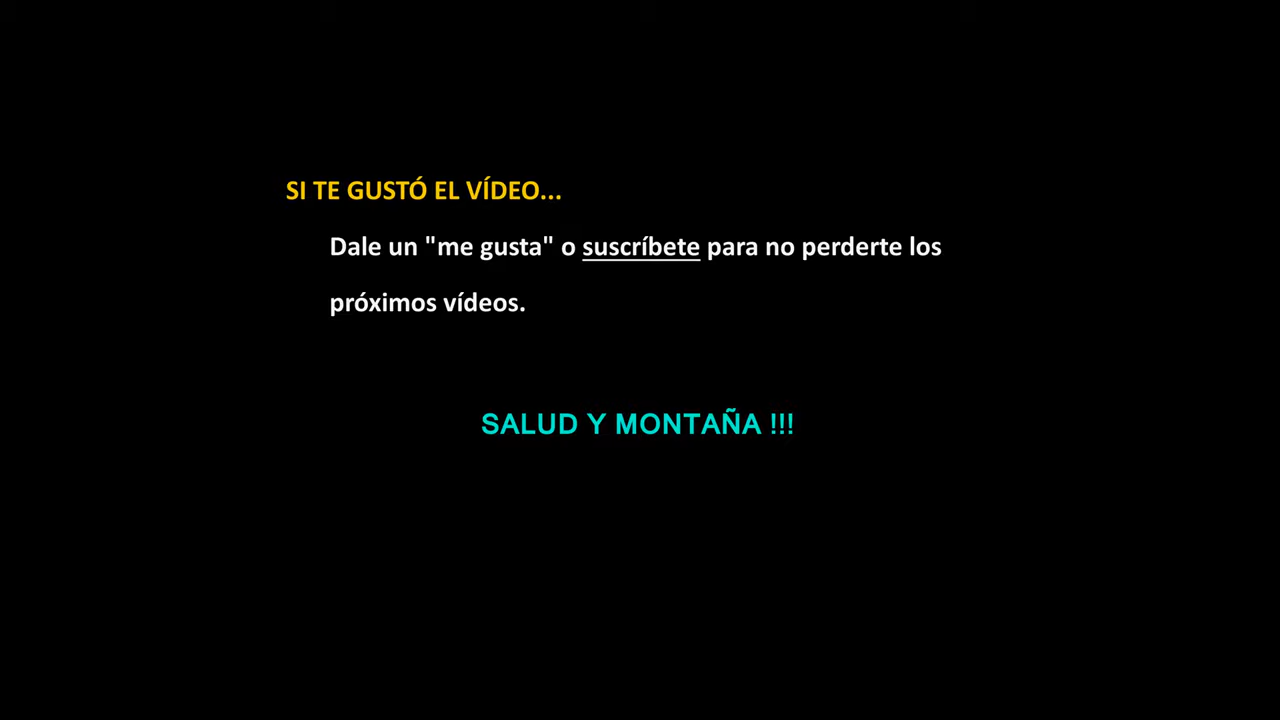 SI TE GUSTÓ EL VÍDEO...
Dale un "me gusta" o suscríbete para no perderte los
próximos vídeos.
SALUD Y MONTAÑA !!!